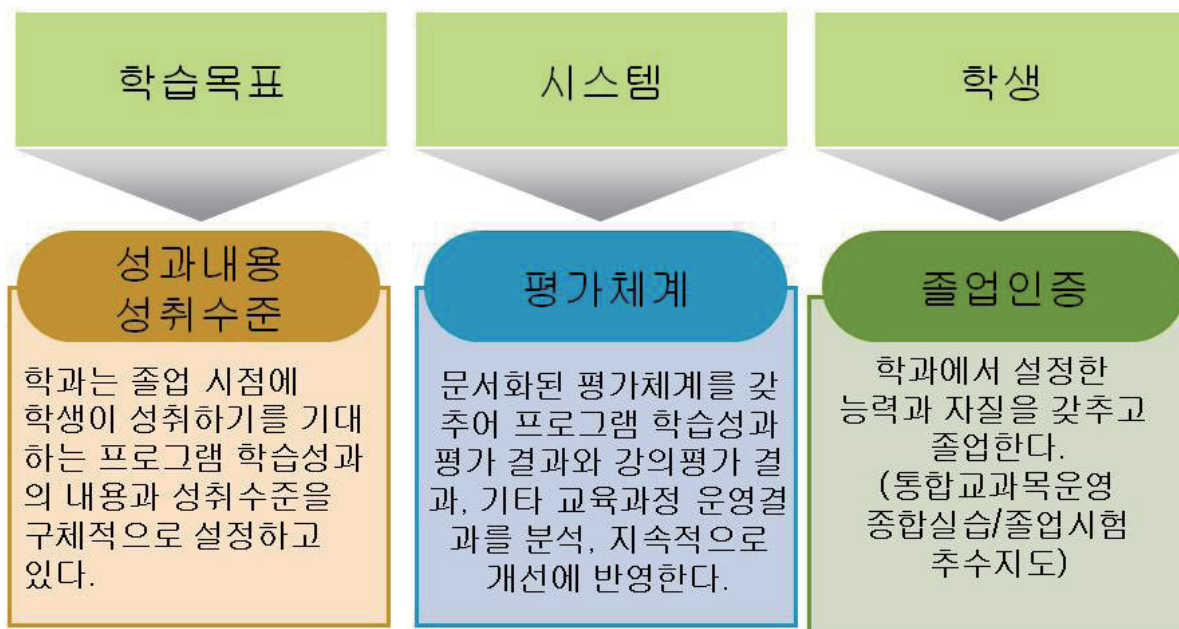 학습목표
성과내용
성취수준
학과는 졸업 시점에
학생이 성취하기를 기대
하는 프로그램 학습성과
의 내용과 성취수준을
구체적으로 설정하고
있다.
시스템
평가체계
문서화된 평가체계를 갖
추어 프로그램 학습성과
평가 결과와 강의평가 결
과, 기타 교육과정 운영결
과를 분석, 지속적으로
개선에 반영한다.
학생
졸업인증
학과에서 설정한
능력과 자질을 갖추고
졸업한다.
(통합교과목운영
종합실습/졸업시험
추수지도)